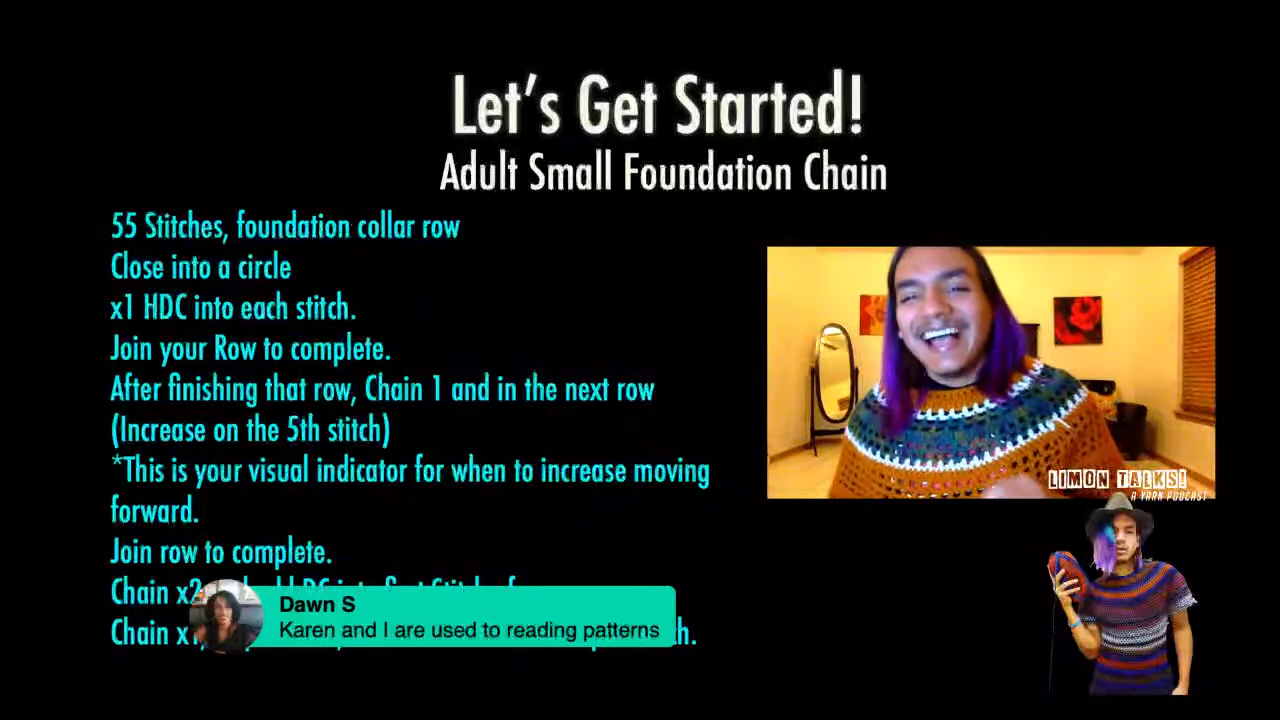 Let's Get Started!
Adult Small Foundation Chain
55 Stitches, foundation collar row
Close into a circle
x1 HDC into each stitch.
Join your Row to complete.
After finishing that row, Chain 1 and in the next row
(Increase on the 5th stitch)
*This is your visual indicator for when to increase moving
forward.
Join row to complete.
Chain x2
Chain
Dawn S
Karen and I are used to reading patterns
LIMON TALKS!
A YARN PODCAST